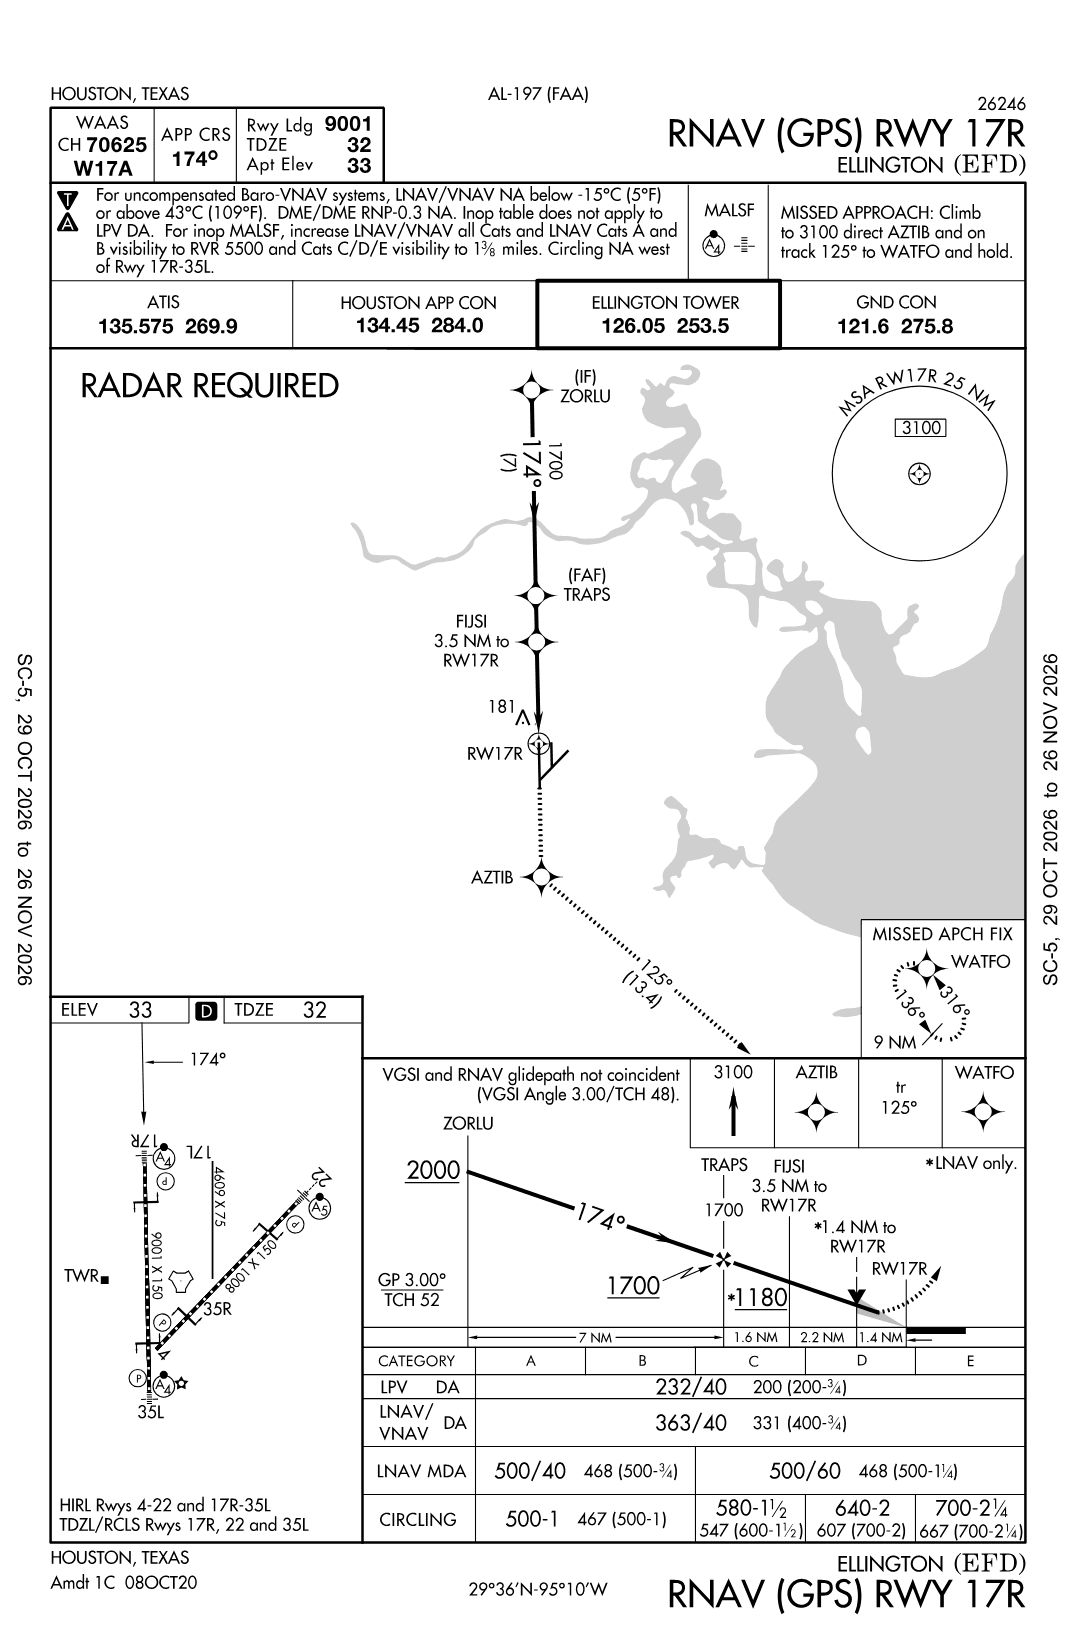 HOUSTON, TEXAS
AL-197 (FAA)
26246
RNAV (GPS) RWY 17R
ELLINGTON (EFD)
WAAS
CH 70625
W17A
APP CRS
174°
Rwy Ldg 9001
TDZE 32
Apt Elev 33
T
A
For uncompensated Baro-VNAV systems, LNAV/VNAV NA below -15°C (5°F)
or above 43°C (109°F). DME/DME RNP-0.3 NA. Inop table does not apply to
LPV DA. For inop MALSF, increase LNAV/VNAV all Cats and LNAV Cats A and
B visibility to RVR 5500 and Cats C/D/E visibility to 1⅜ miles. Circling NA west
of Rwy 17R-35L.
MALSF
A4
MISSED APPROACH: Climb
to 3100 direct AZTIB and on
track 125° to WATFO and hold.
ATIS
135.575 269.9
HOUSTON APP CON
134.45 284.0
ELLINGTON TOWER
126.05 253.5
GND CON
121.6 275.8
RADAR REQUIRED
(IF)
ZORLU
1700
174°
(7)
MSA RW17R 25 NM
3100
(FAF)
TRAPS
FIJSI
3.5 NM to
RW17R
181
RW17R
AZTIB
125°
(13.4)
MISSED APCH FIX
WATFO
136°
316°
9 NM
SC-5, 29 OCT 2026 to 26 NOV 2026
SC-5, 29 OCT 2026 to 26 NOV 2026
ELEV 33
D
TDZE 32
174°
17R
A4
P
17L
4609 X 75
22
A5
P
9001 X 150
8001 X 150
TWR
35R
P
4
P
A4
35L
HIRL Rwys 4-22 and 17R-35L
TDZL/RCLS Rwys 17R, 22 and 35L
VGSI and RNAV glidepath not coincident
(VGSI Angle 3.00/TCH 48).
3100
AZTIB
tr
125°
WATFO
ZORLU
2000
174°
TRAPS
1700
FIJSI
3.5 NM to
RW17R
*LNAV only.
*1.4 NM to
RW17R
RW17R
GP 3.00°
TCH 52
1700
*1180
7 NM
1.6 NM
2.2 NM
1.4 NM
CATEGORY A B C D E
LPV DA 232/40 200 (200-¾)
LNAV/
VNAV DA 363/40 331 (400-¾)
LNAV MDA 500/40 468 (500-¾) 500/60 468 (500-1¼)
CIRCLING 500-1 467 (500-1)
580-1½
547 (600-1½)
640-2
607 (700-2)
700-2¼
667 (700-2¼)
HOUSTON, TEXAS
Amdt 1C 08OCT20
29°36'N-95°10'W
ELLINGTON (EFD)
RNAV (GPS) RWY 17R